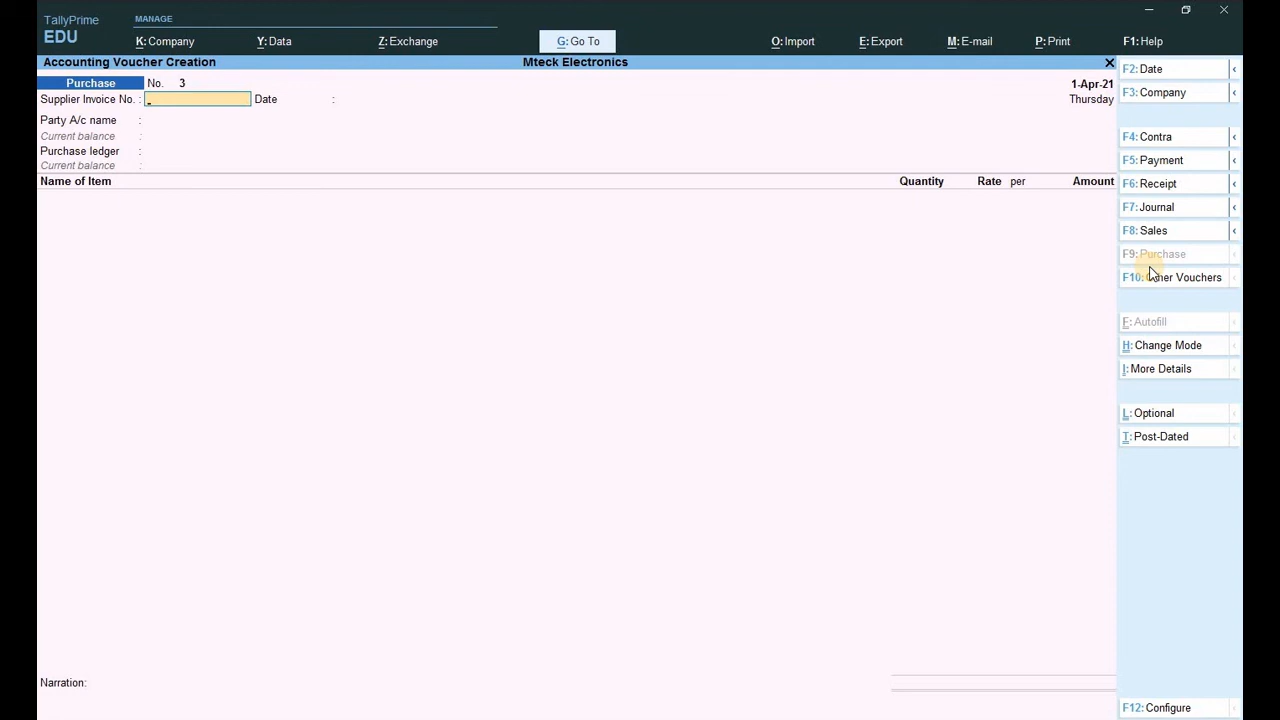 TallyPrime
EDU
MANAGE
K: Company
Y: Data
Z: Exchange
G: Go To
O: Import
E: Export
M: E-mail
P: Print
F1: Help
Accounting Voucher Creation
Mteck Electronics
Purchase No. 3
1-Apr-21
Supplier Invoice No. : Date :
Thursday
Party A/c name :
Current balance :
Purchase ledger :
Current balance :
Name of Item
Quantity Rate per Amount
Narration:
F2: Date
F3: Company
F4: Contra
F5: Payment
F6: Receipt
F7: Journal
F8: Sales
F9: Purchase
F10: Vouchers
Autofill
H: Change Mode
I: More Details
L: Optional
T: Post-Dated
F12: Configure